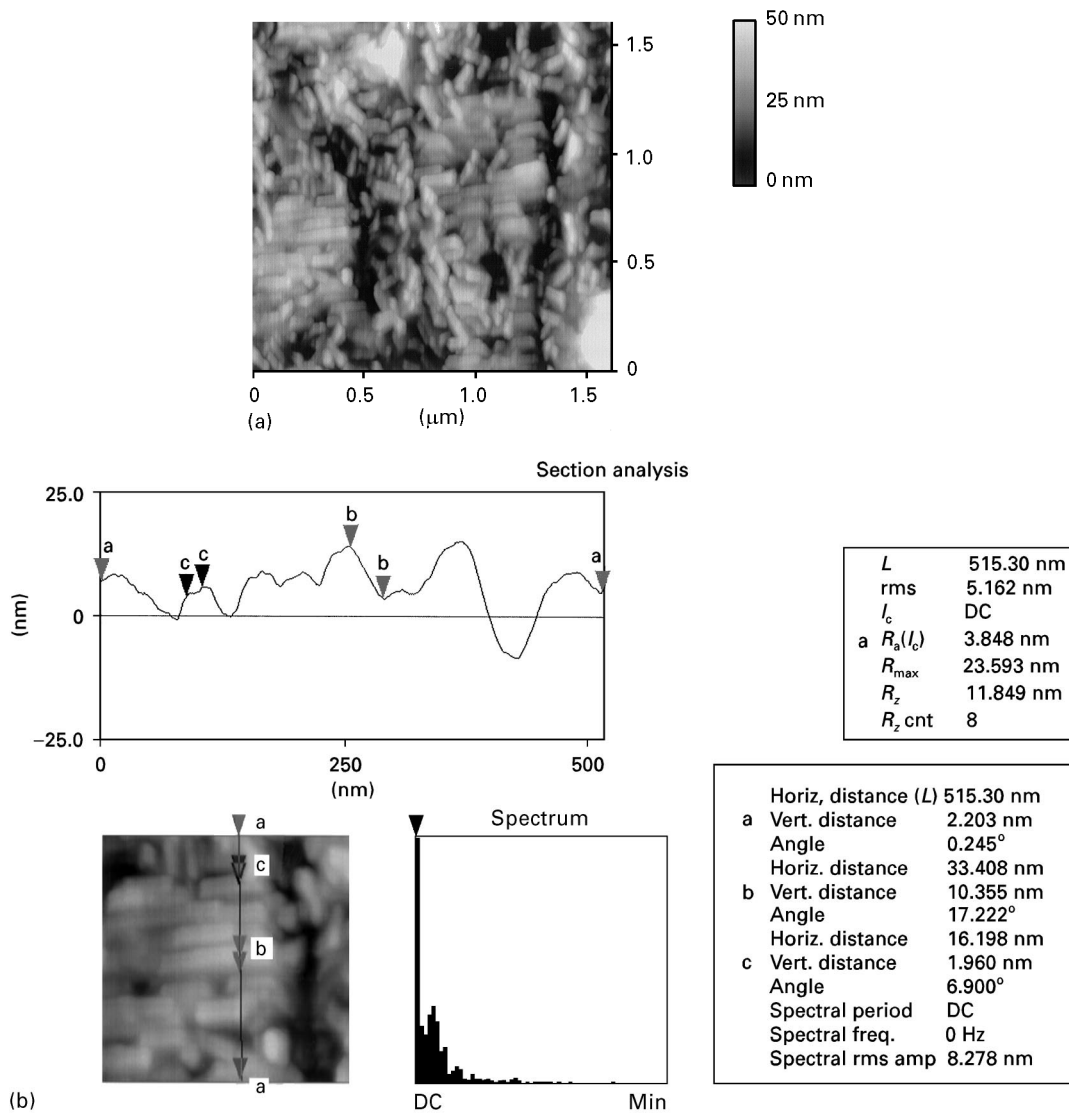 50 nm
25 nm
0 nm
1.5
1.0
0.5
0
0 0.5 1.0 1.5
(a) (μm)
Section analysis
25.0
0
−25.0
(nm)
a c c b b a
0 250 500
(nm)
L 515.30 nm
rms 5.162 nm
lc DC
a Ra(lc) 3.848 nm
Rmax 23.593 nm
Rz 11.849 nm
Rz cnt 8
Horiz, distance (L) 515.30 nm
a Vert. distance 2.203 nm
Angle 0.245°
Horiz. distance 33.408 nm
b Vert. distance 10.355 nm
Angle 17.222°
Horiz. distance 16.198 nm
c Vert. distance 1.960 nm
Angle 6.900°
Spectral period DC
Spectral freq. 0 Hz
Spectral rms amp 8.278 nm
a
c
b
a
Spectrum
DC Min
(b)